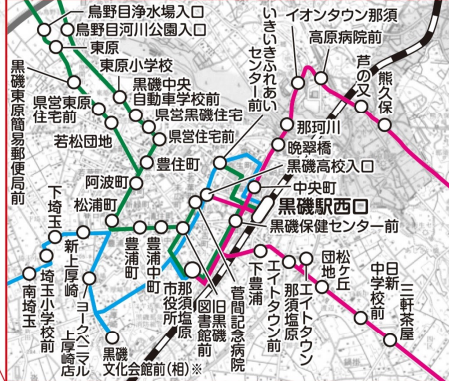 鳥野目浄水場入口
鳥野目河川公園入口
東原
東原小学校
黒磯中央
自動車学校前
県営黒磯住宅
県営住宅前
豊住町
黒磯東原簡易郵便局前
県営東原
住宅前
若松団地
阿波町
松浦町
いきいきふれあい
センター前
イオンタウン那須
高原病院前
芦の又
熊久保
那珂川
晩翠橋
黒磯高校入口
中央町
黒磯駅西口
黒磯保健センター前
下埼玉
埼玉小学校前
南埼玉
新上厚崎
ヨークベニマル
上厚崎店
豊浦町
豊浦中町
那須塩原
市役所
旧黒磯
図書館前
菅間記念病院
下豊浦
那須塩原
エイトタウン前
エイトタウン
団地
松ヶ丘
日新
中学校前
三軒茶屋
黒磯
文化会館前(相)※